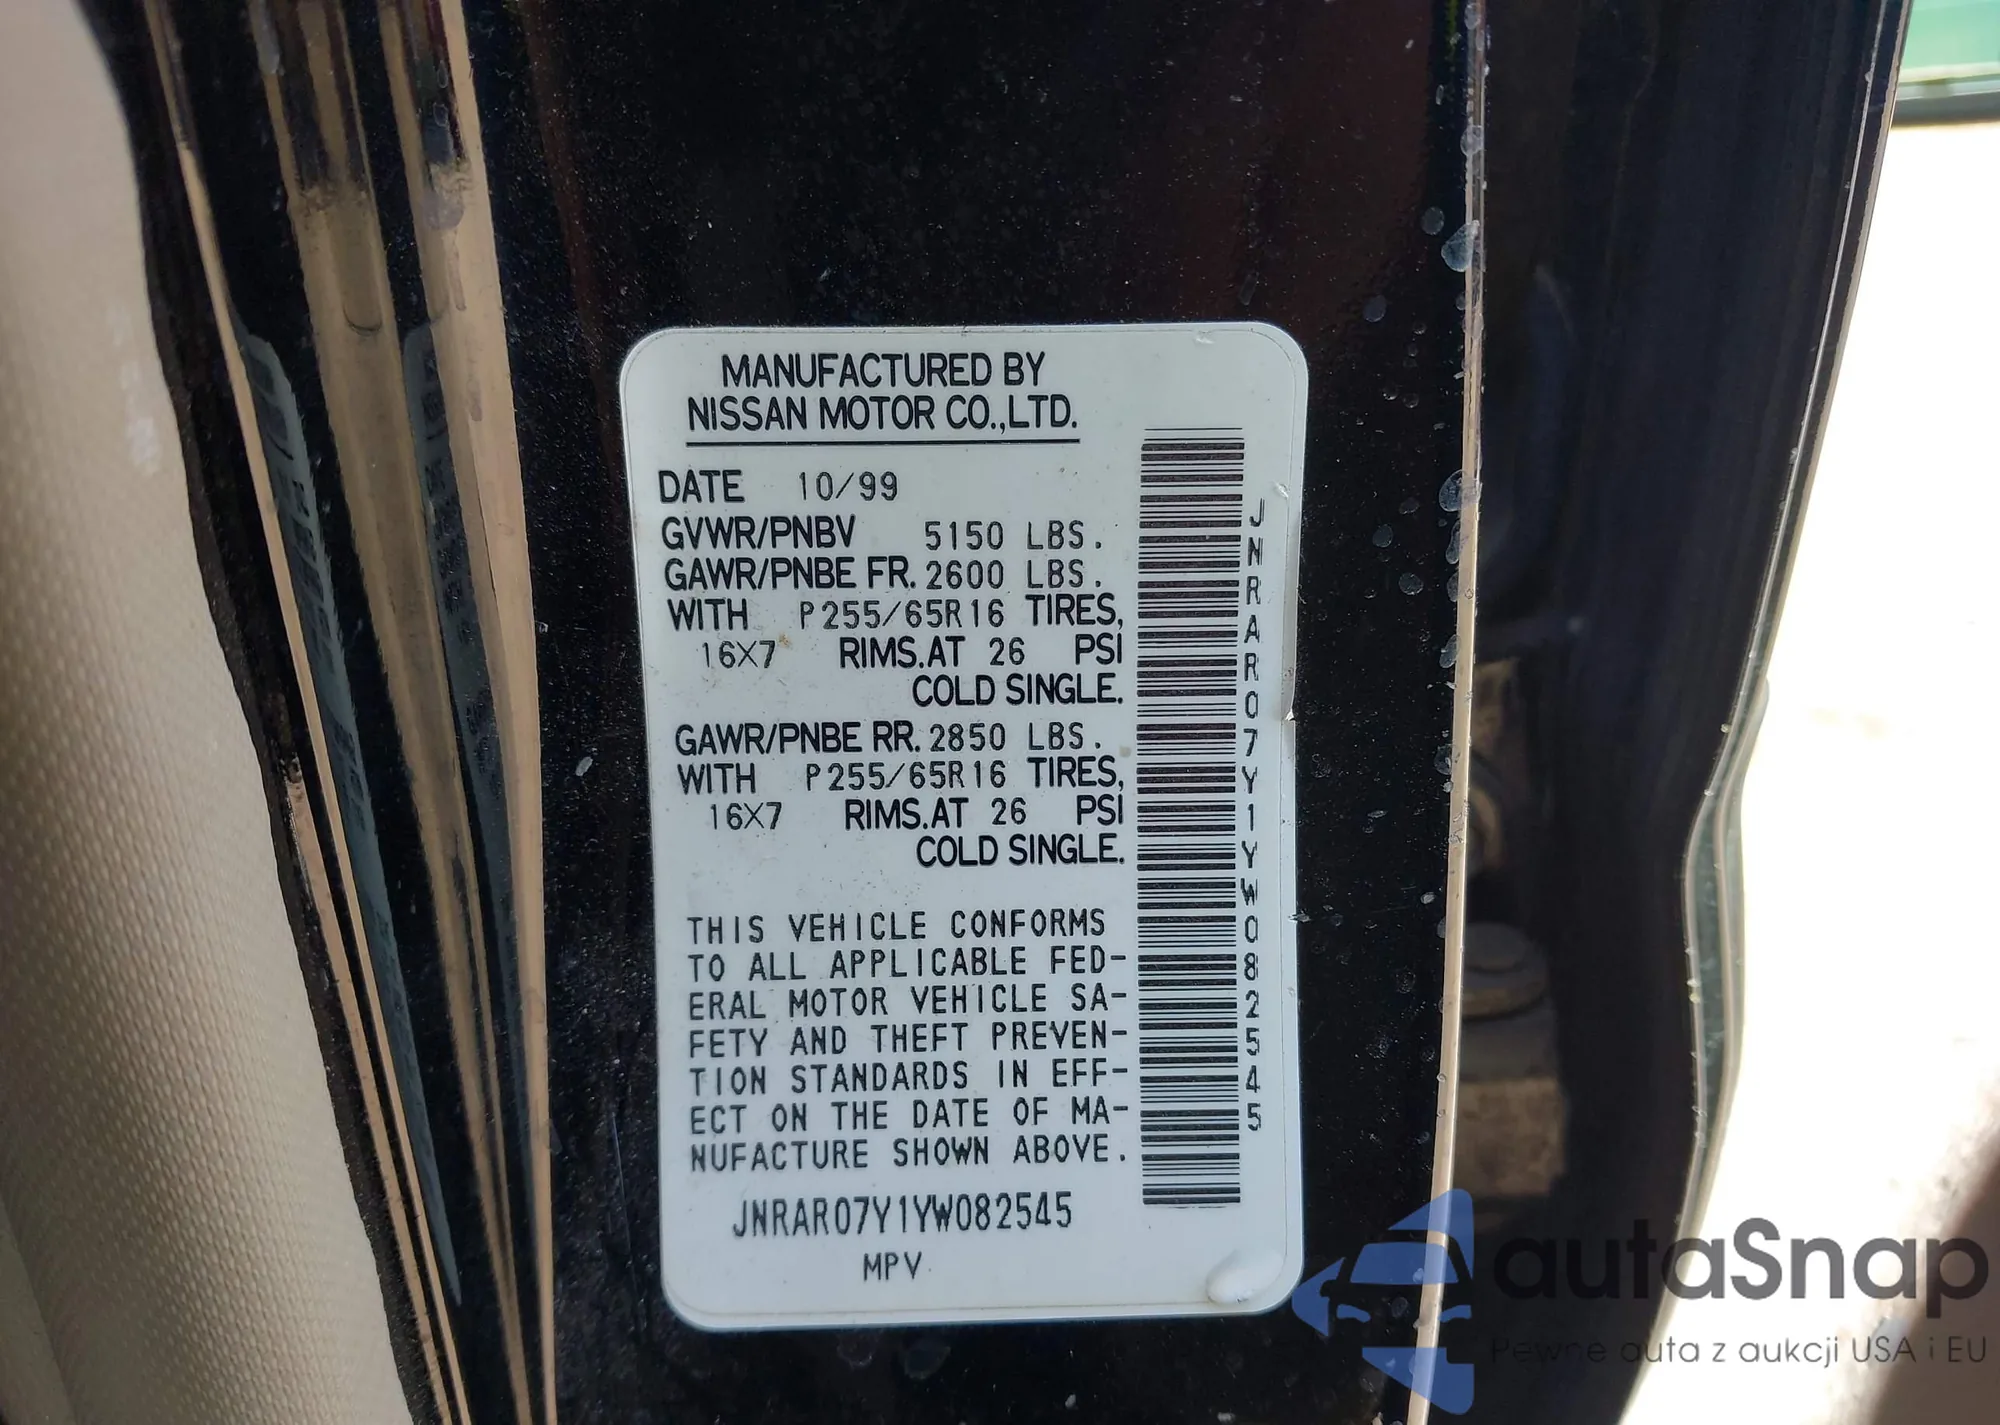 MANUFACTURED BY
NISSAN MOTOR CO.,LTD.
DATE 10/99
GVWR/PNBV 5150 LBS.
GAWR/PNBE FR. 2600 LBS.
WITH P255/65R16 TIRES,
16X7 RIMS.AT 26 PSI
COLD SINGLE.
GAWR/PNBE RR. 2850 LBS.
WITH P255/65R16 TIRES,
16X7 RIMS.AT 26 PSI
COLD SINGLE.
THIS VEHICLE CONFORMS
TO ALL APPLICABLE FED-
ERAL MOTOR VEHICLE SA-
FETY AND THEFT PREVEN-
TION STANDARDS IN EFF-
ECT ON THE DATE OF MA-
NUFACTURE SHOWN ABOVE.
JNRAR07Y1YW082545
MPV
JNRAR07Y1YW082545
autaSnap
Pewne auta z aukcji USA i EU